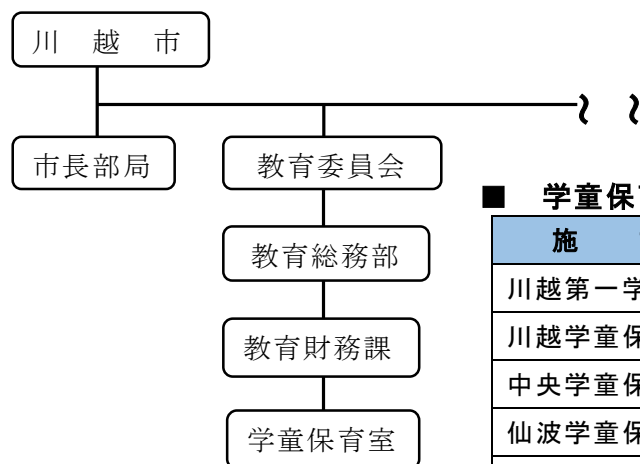 川 越 市
市長部局
教育委員会
教育総務部
教育財務課
学童保育室
■ 学童保
施
川越第一学
川越学童保
中央学童保
仙波学童保